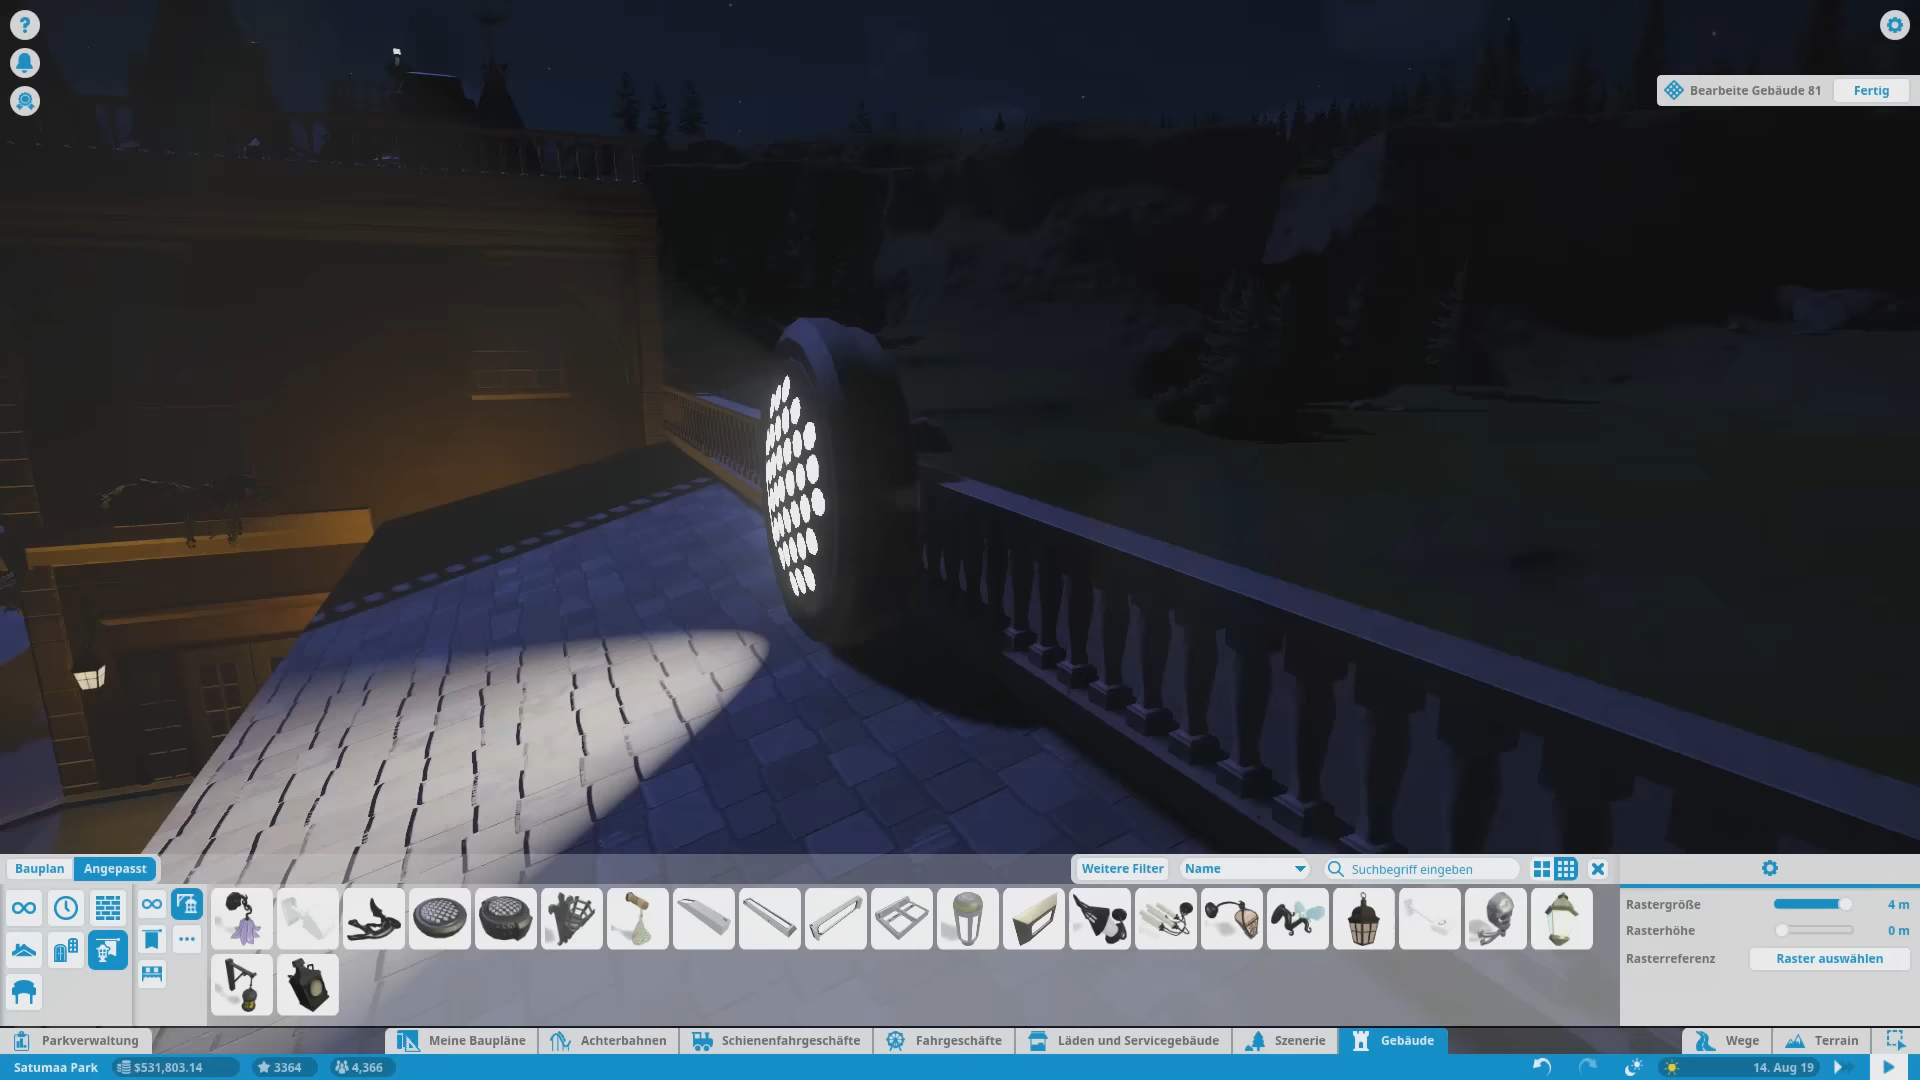 Bearbeite Gebäude 81
Fertig
Bauplan
Angepasst
Weitere Filter
Name
Suchbegriff eingeben
Rastergröße
4 m
Rasterhöhe
0 m
Rasterreferenz
Raster auswählen
Parkverwaltung
Meine Baupläne
Achterbahnen
Schienenfahrgeschäfte
Fahrgeschäfte
Läden und Servicegebäude
Szenerie
Gebäude
Wege
Terrain
Satumaa Park
$531,803.14
3364
4,366
14. Aug 19